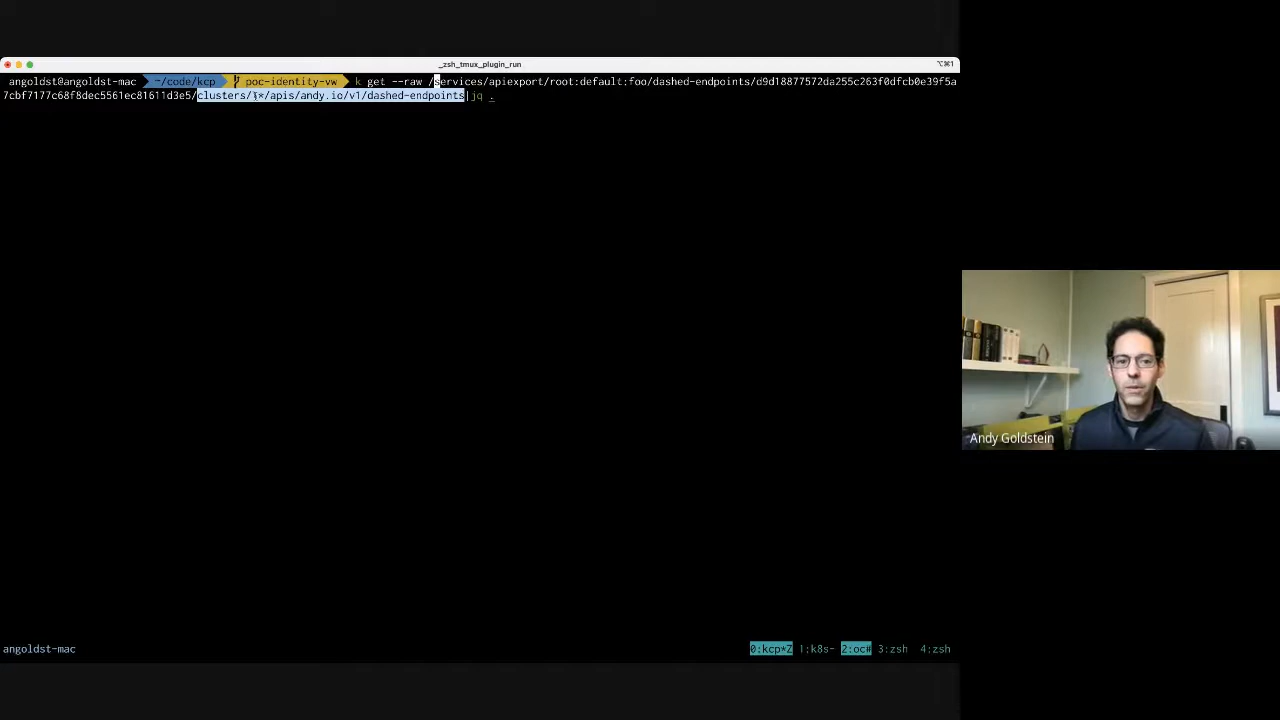 _zsh_tmux_plugin_run
⌥⌘1
angoldst@angoldst-mac ~/code/kcp poc-identity-vw k get --raw /services/apiexport/root:default:foo/dashed-endpoints/d9d18877572da255c263f0dfcb0e39f5a
7cbf7177c68f8dec5561ec81611d3e5/clusters/\*/apis/andy.io/v1/dashed-endpoints|jq .
Andy Goldstein
angoldst-mac
0:kcp*Z 1:k8s- 2:oc# 3:zsh 4:zsh